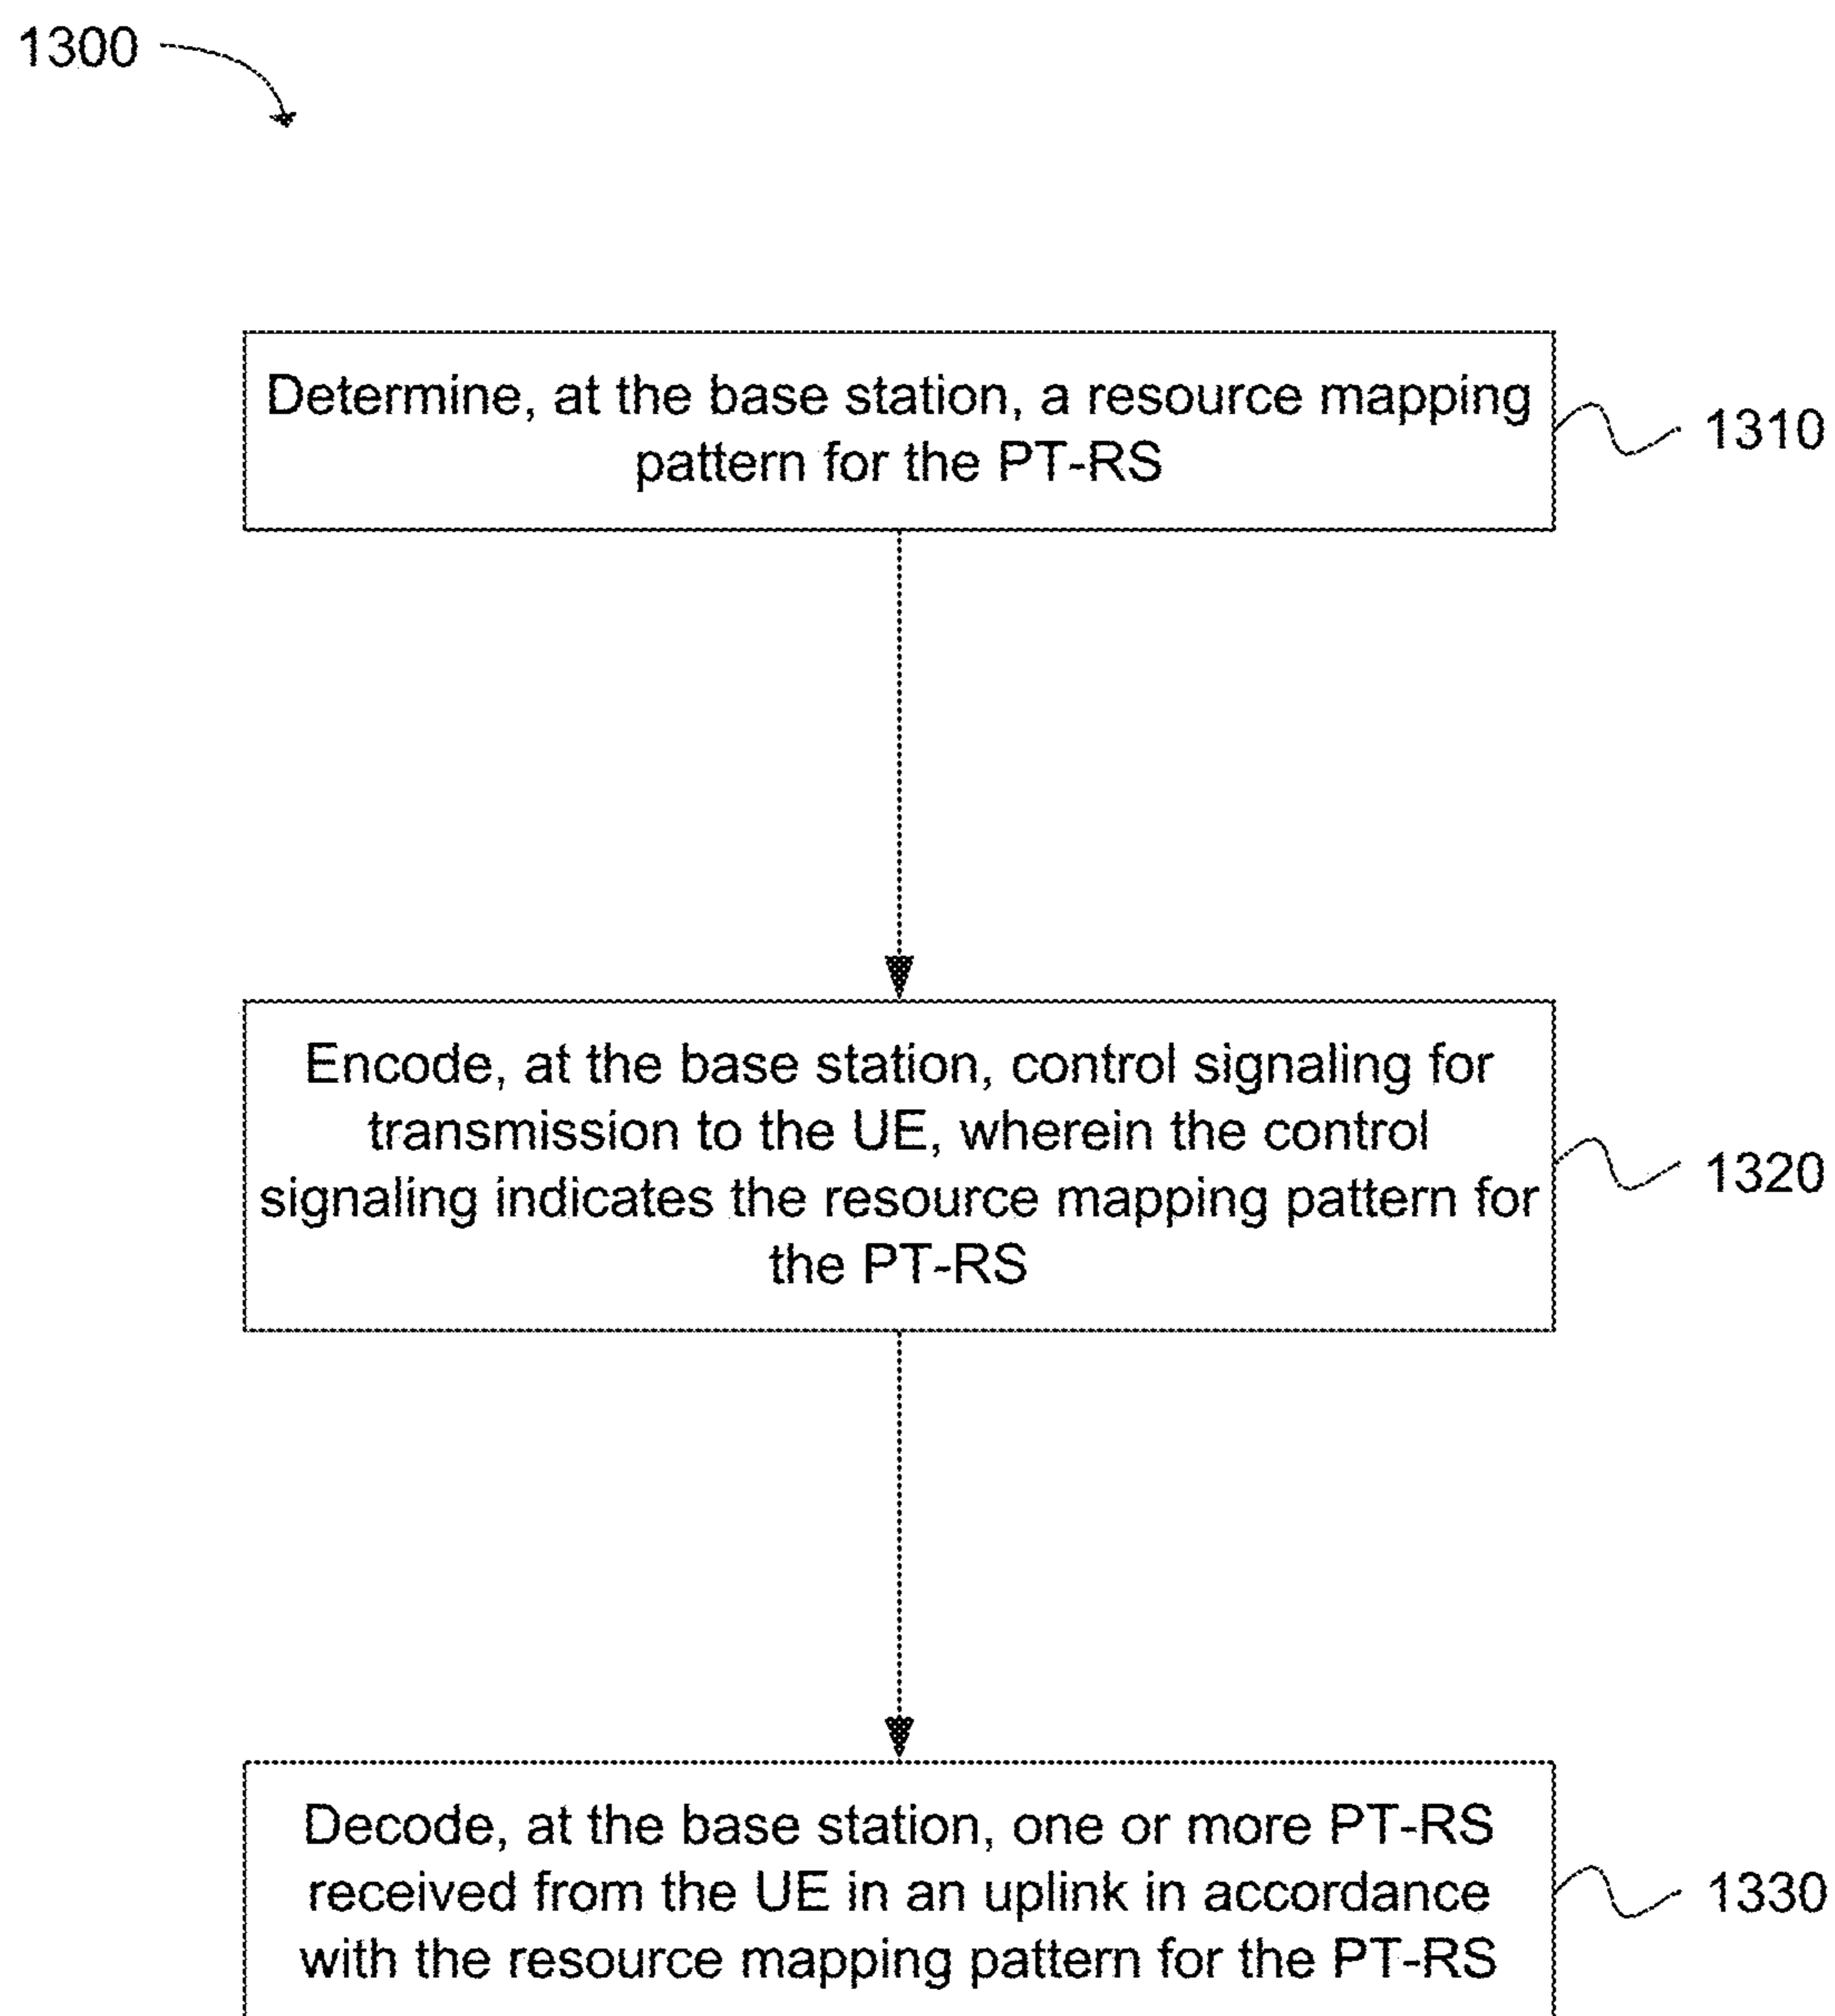 1300
Determine, at the base station, a resource mapping
pattern for the PT-RS
1310
Encode, at the base station, control signaling for
transmission to the UE, wherein the control
signaling indicates the resource mapping pattern for
the PT-RS
1320
Decode, at the base station, one or more PT-RS
received from the UE in an uplink in accordance
with the resource mapping pattern for the PT-RS
1330